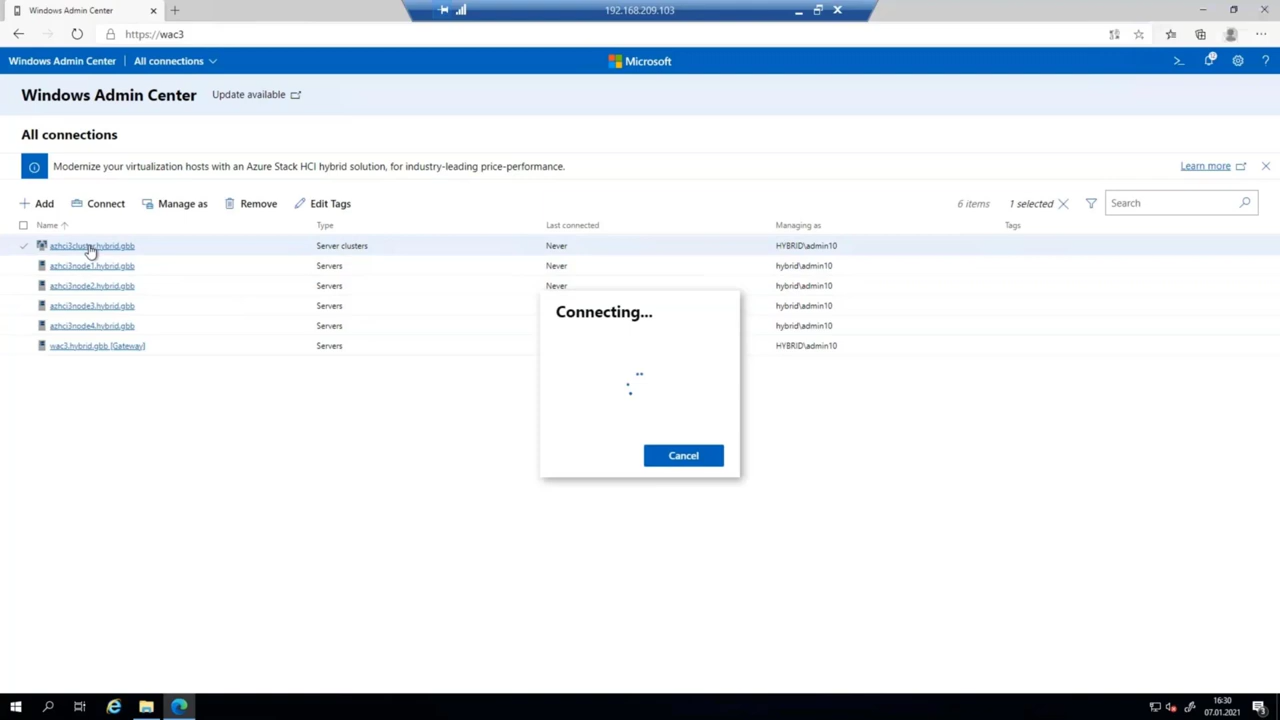 Windows Admin Center
192.168.209.103
https://wac3
Windows Admin Center
All connections
Microsoft
Windows Admin Center
Update available
All connections
Modernize your virtualization hosts with an Azure Stack HCI hybrid solution, for industry-leading price-performance.
Learn more
Add
Connect
Manage as
Remove
Edit Tags
6 items
1 selected
Search
Name
Type
Last connected
Managing as
Tags
azhci3cluster.hybrid.gbb
Server clusters
Never
HYBRID\admin10
azhci3node1.hybrid.gbb
Servers
Never
hybrid\admin10
azhci3node2.hybrid.gbb
Servers
Never
hybrid\admin10
azhci3node3.hybrid.gbb
Servers
hybrid\admin10
azhci3node4.hybrid.gbb
Servers
hybrid\admin10
wac3.hybrid.gbb [Gateway]
Servers
HYBRID\admin10
Connecting...
Cancel
16:30
07.01.2021